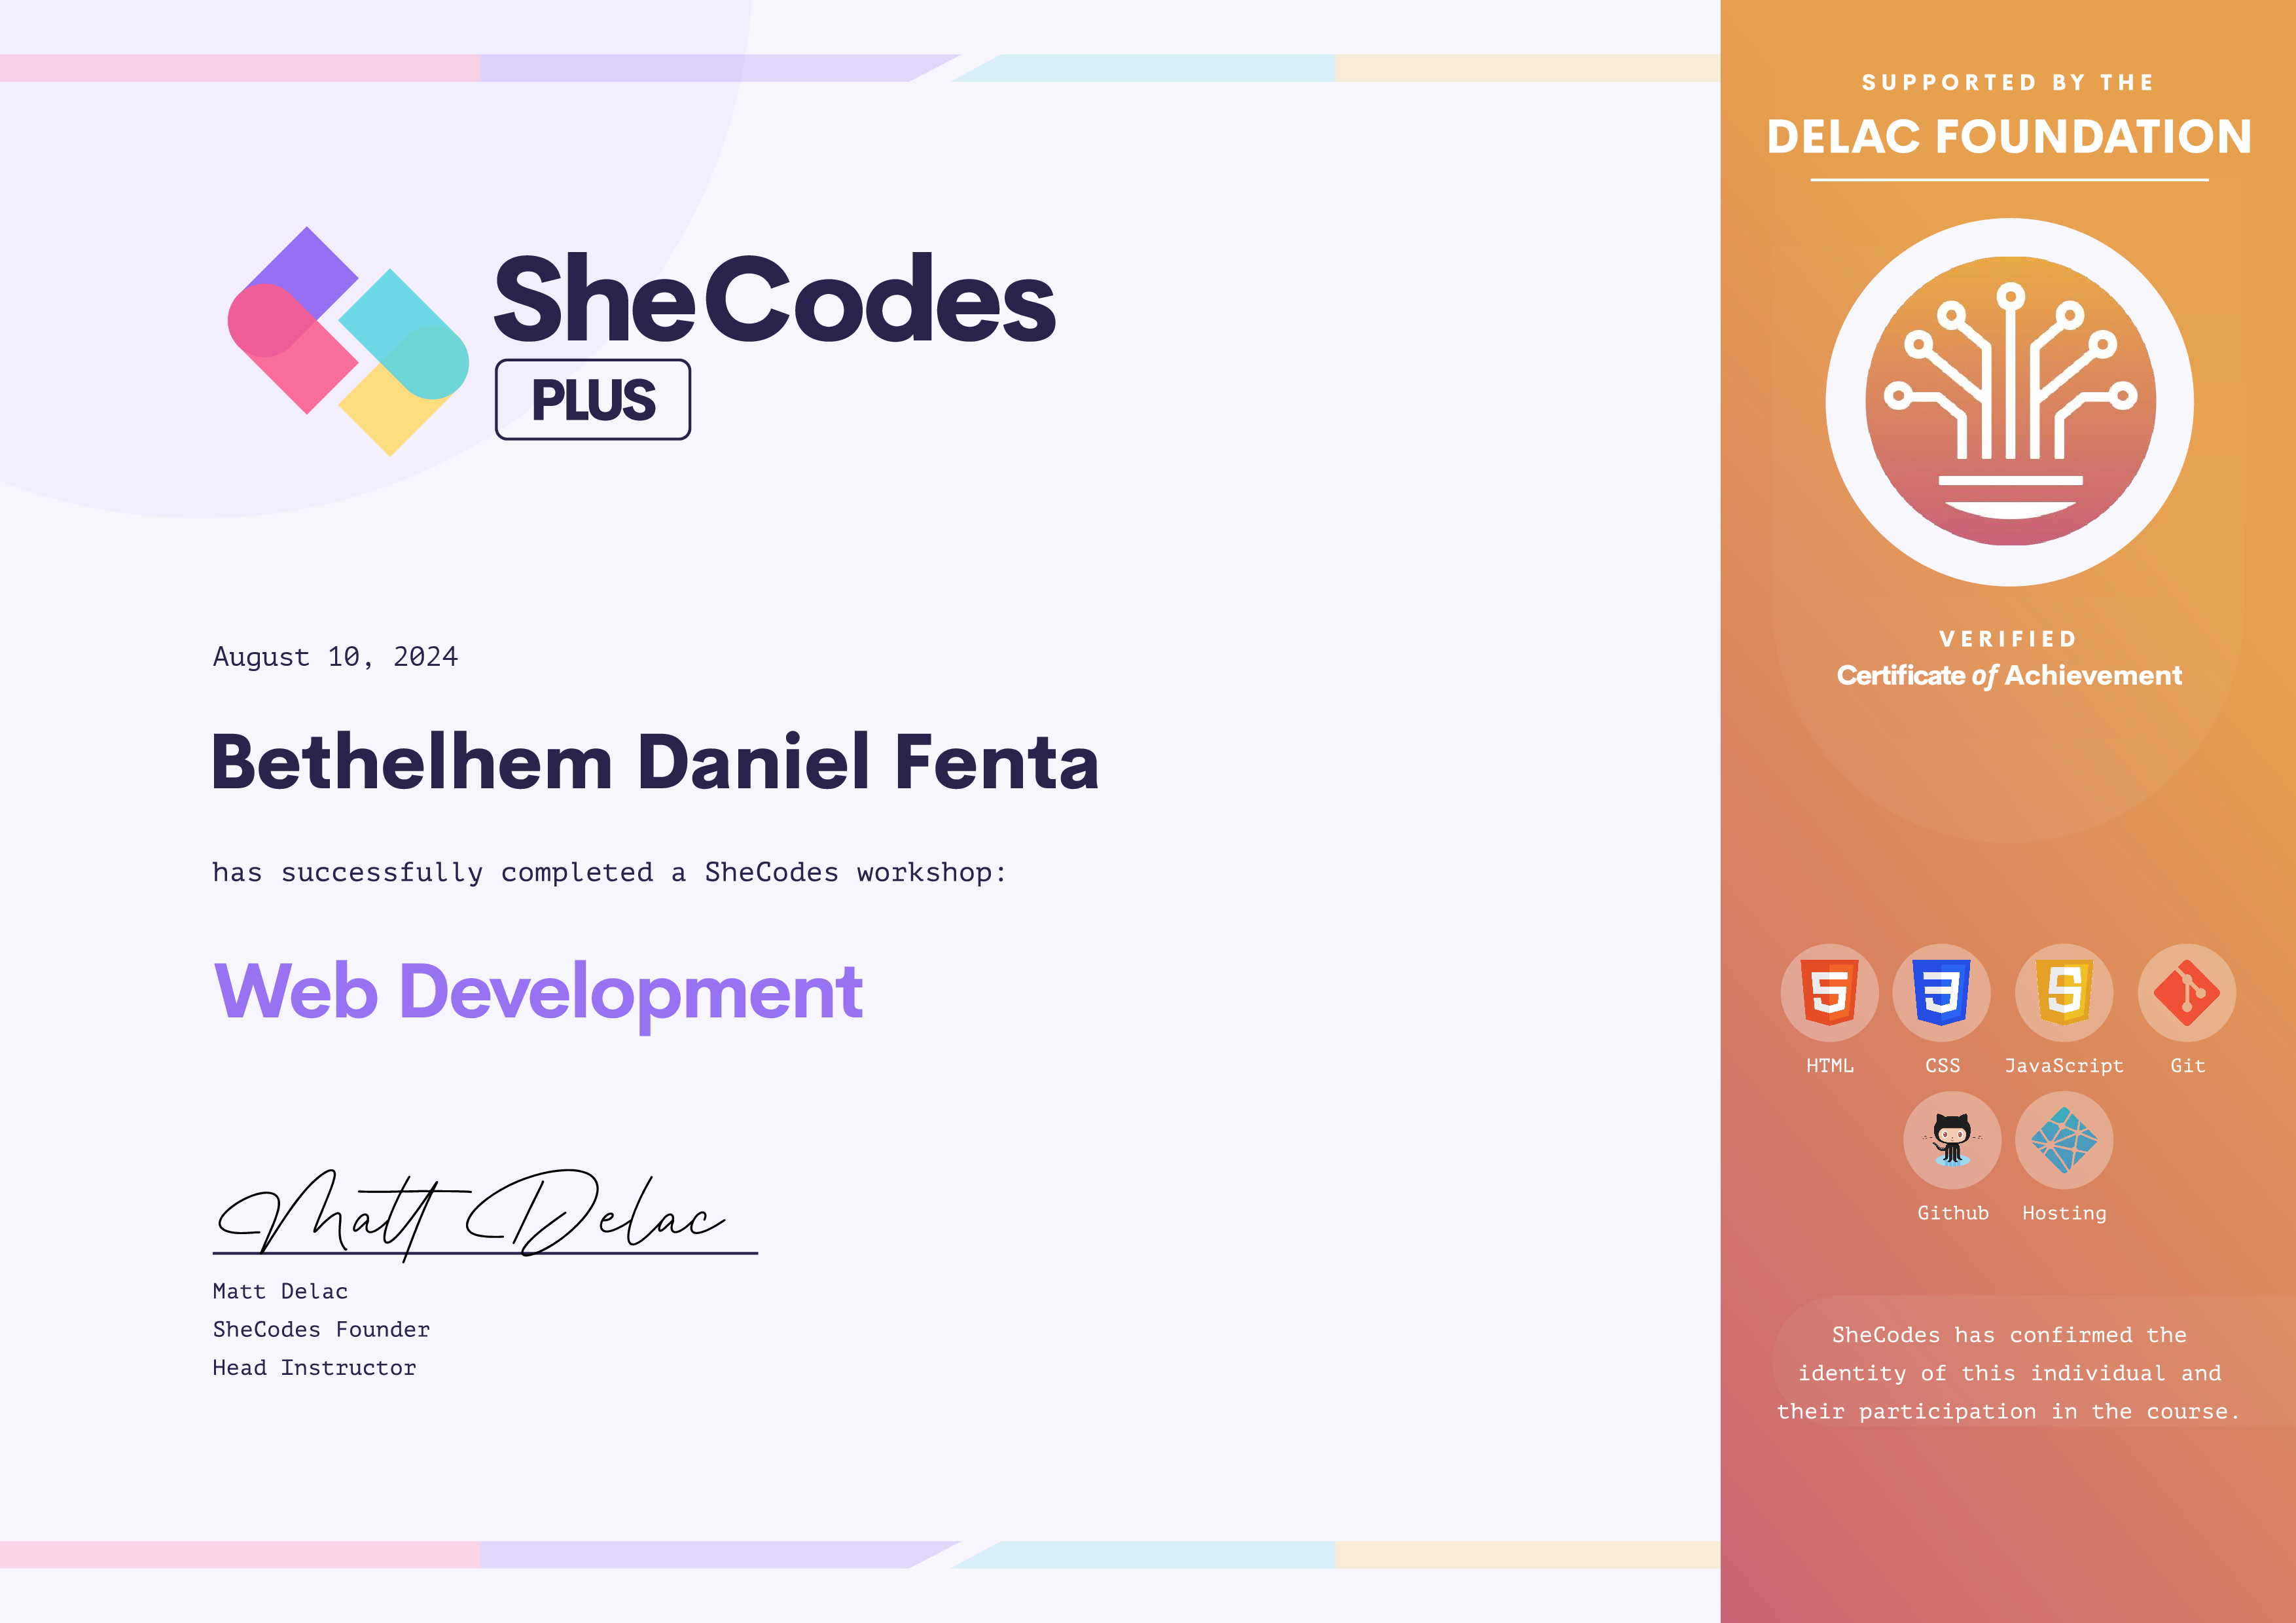 SheCodes
PLUS
August 10, 2024
Bethelhem Daniel Fenta
has successfully completed a SheCodes workshop:
Web Development
Matt Delac
Matt Delac
SheCodes Founder
Head Instructor
SUPPORTED BY THE
DELAC FOUNDATION
VERIFIED
Certificate of Achievement
HTML CSS JavaScript Git
Github Hosting
SheCodes has confirmed the
identity of this individual and
their participation in the course.